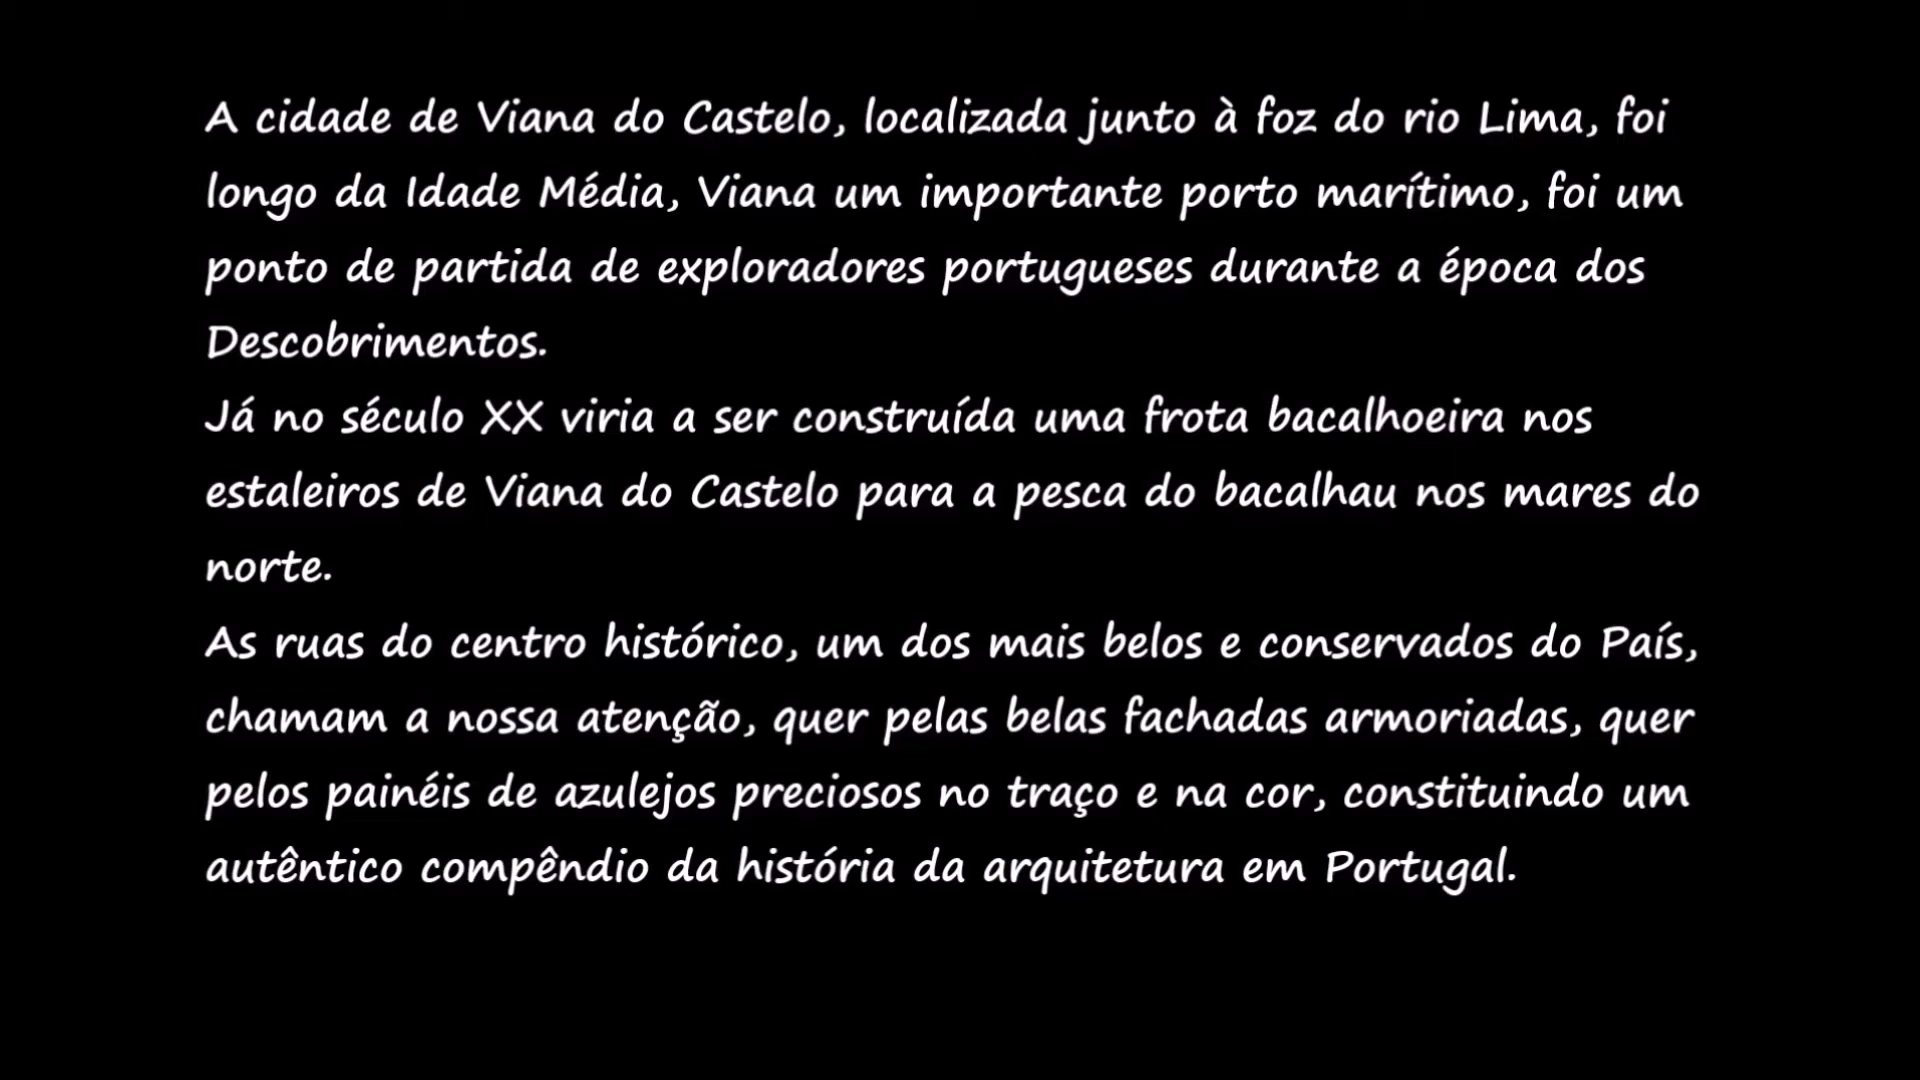 A cidade de Viana do Castelo, localizada junto à foz do rio Lima, foi
longo da Idade Média, Viana um importante porto marítimo, foi um
ponto de partida de exploradores portugueses durante a época dos
Descobrimentos.
Já no século XX viria a ser construída uma frota bacalhoeira nos
estaleiros de Viana do Castelo para a pesca do bacalhau nos mares do
norte.
As ruas do centro histórico, um dos mais belos e conservados do País,
chamam a nossa atenção, quer pelas belas fachadas armoriadas, quer
pelos painéis de azulejos preciosos no traço e na cor, constituindo um
autêntico compêndio da história da arquitetura em Portugal.